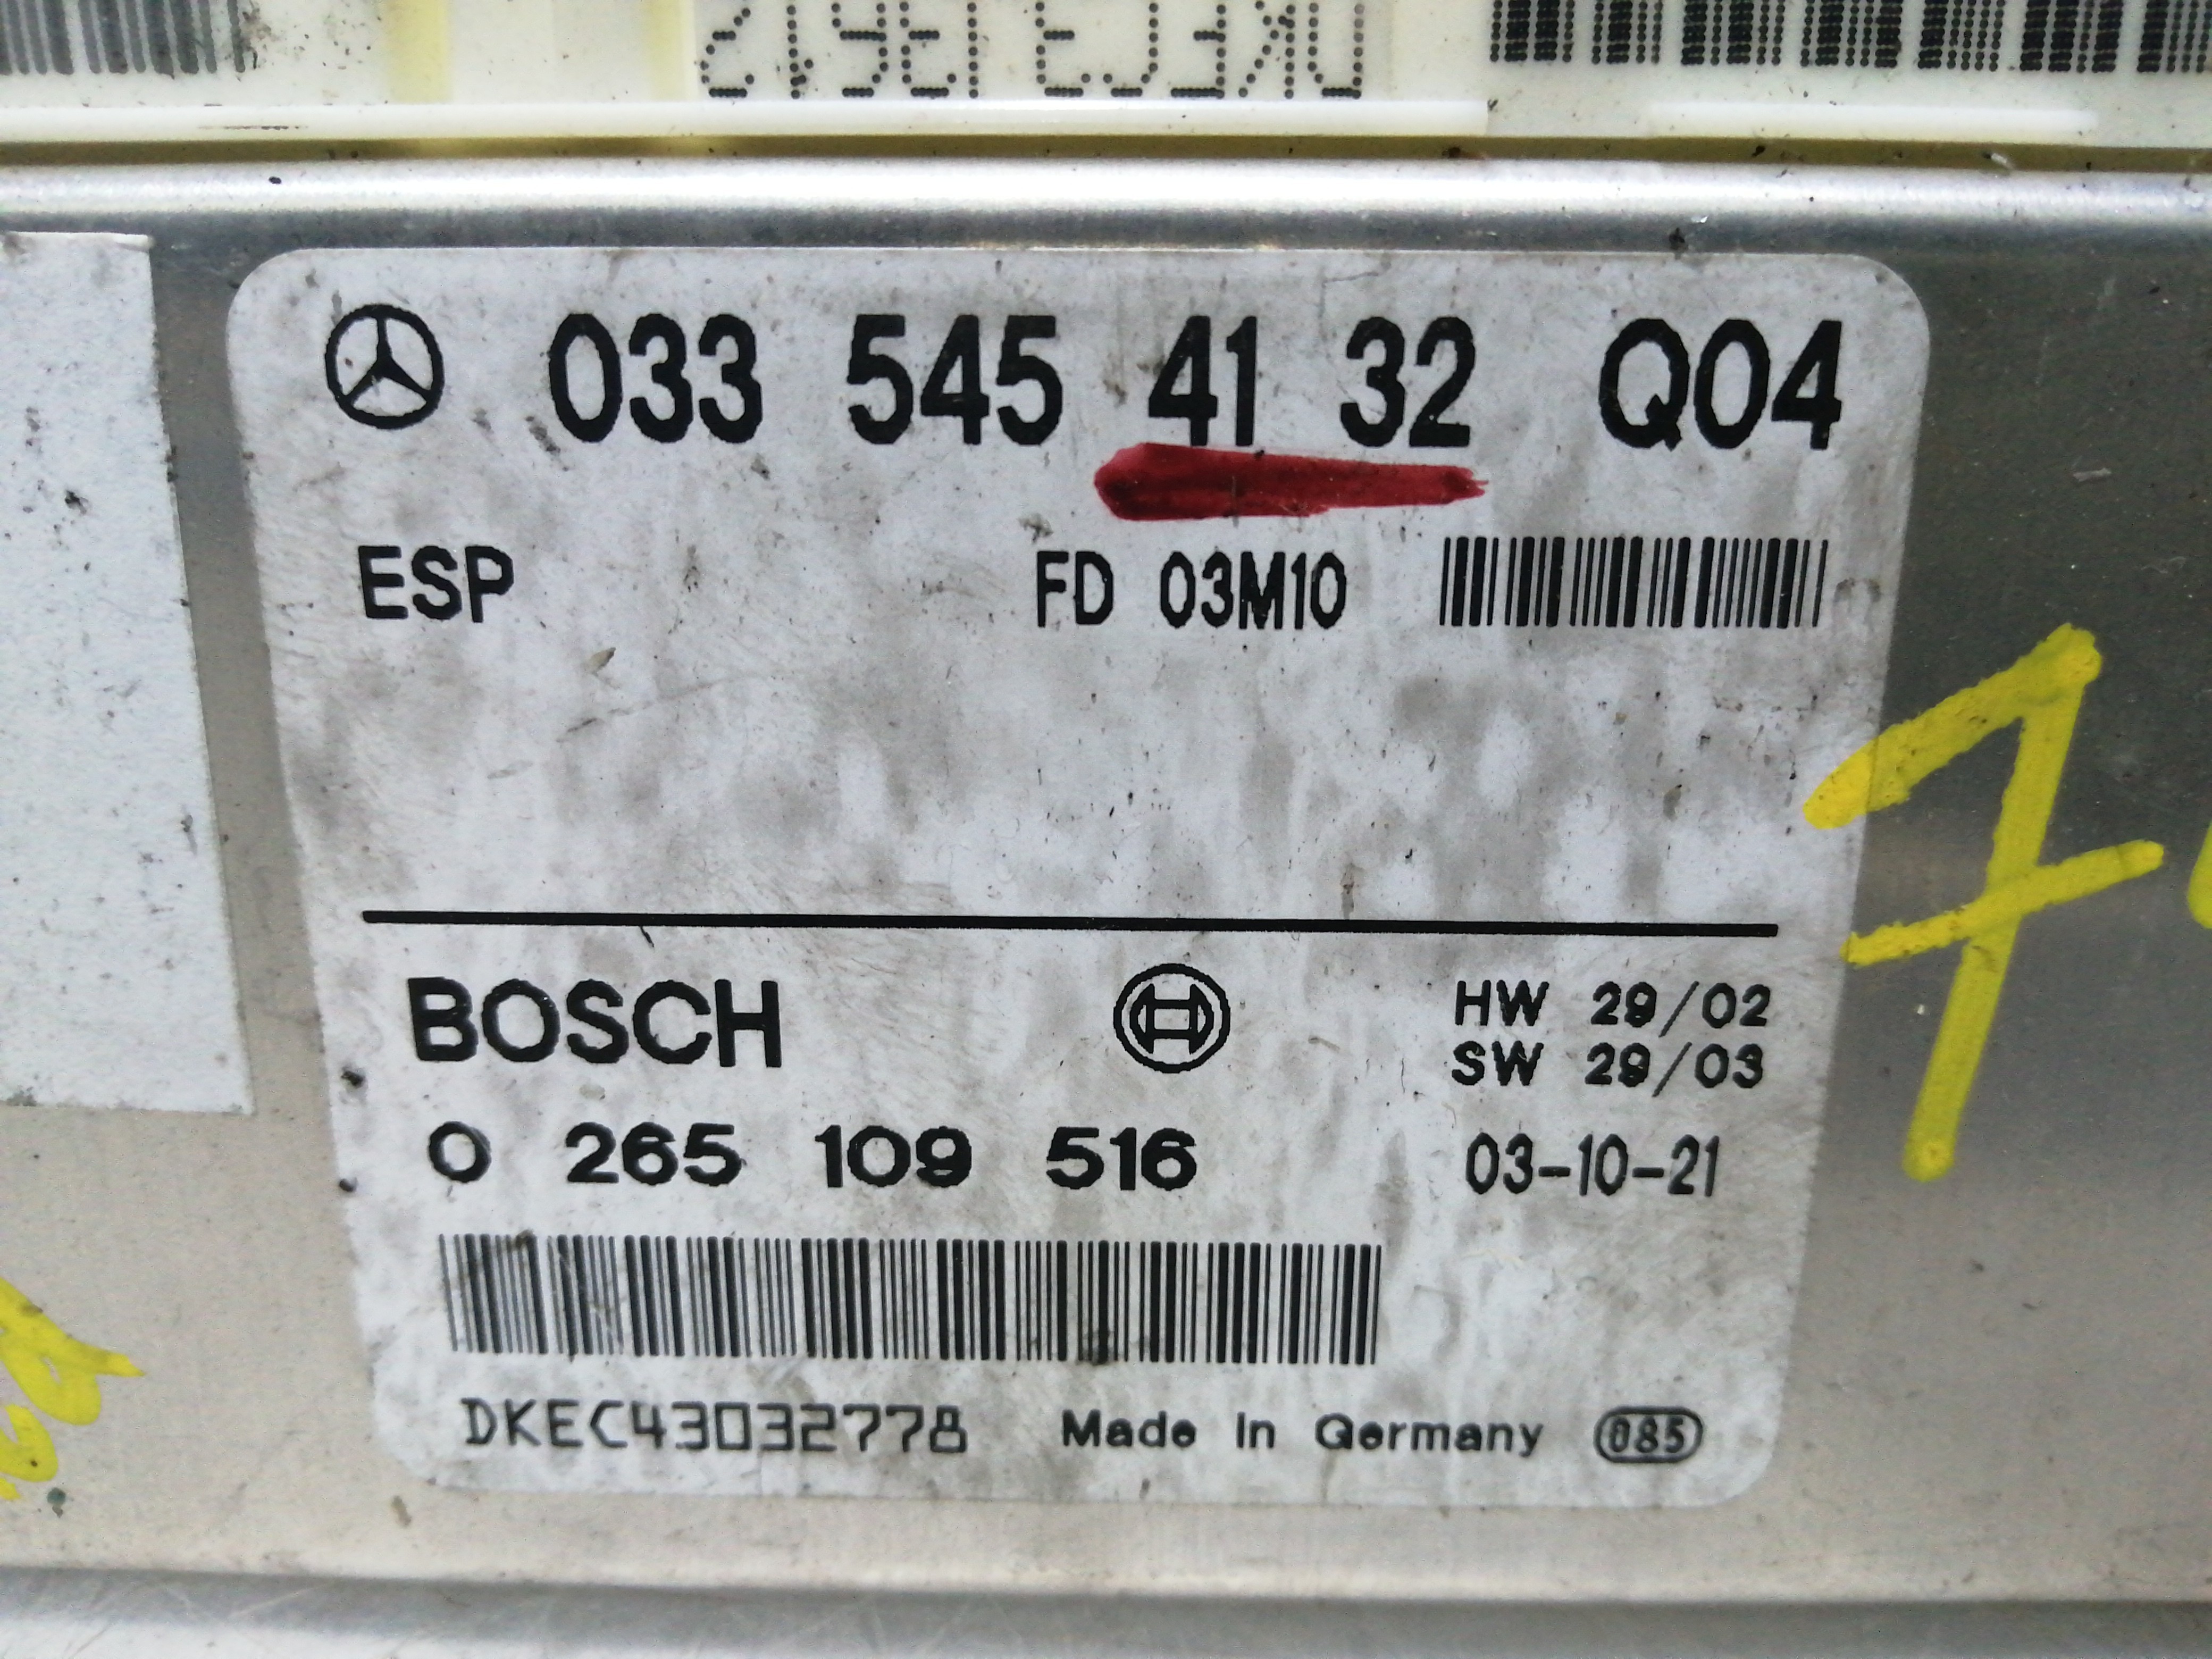 033 545 41 32 Q04
ESP FD 03M10
BOSCH HW 29/02
SW 29/03
0 265 109 516 03-10-21
DKEC43032778 Made In Germany 085
7